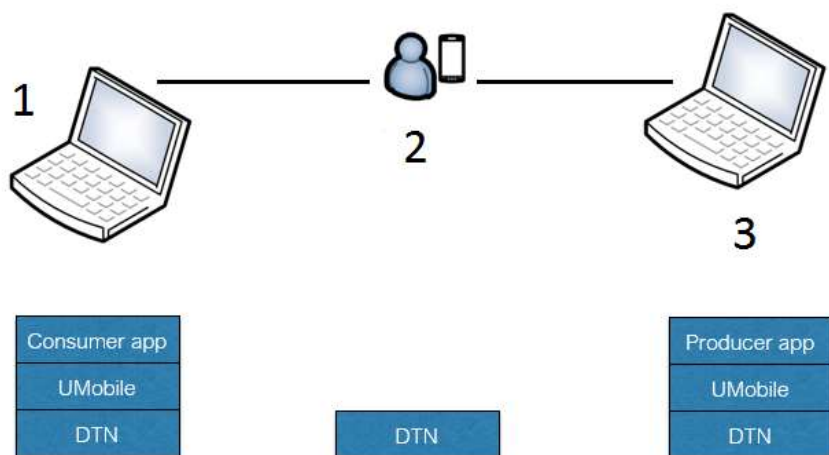 1
2
3
Consumer app
UMobile
DTN
DTN
Producer app
UMobile
DTN